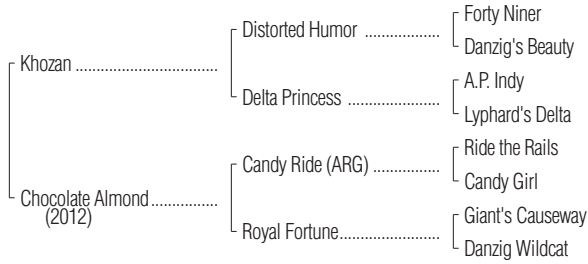 Forty Niner
Distorted Humor ..................
Danzig's Beauty
Khozan ..................................
A.P. Indy
Delta Princess ......................
Lyphard's Delta
Ride the Rails
Candy Ride (ARG) ................
Candy Girl
Chocolate Almond................
(2012)
Giant's Causeway
Royal Fortune........................
Danzig Wildcat